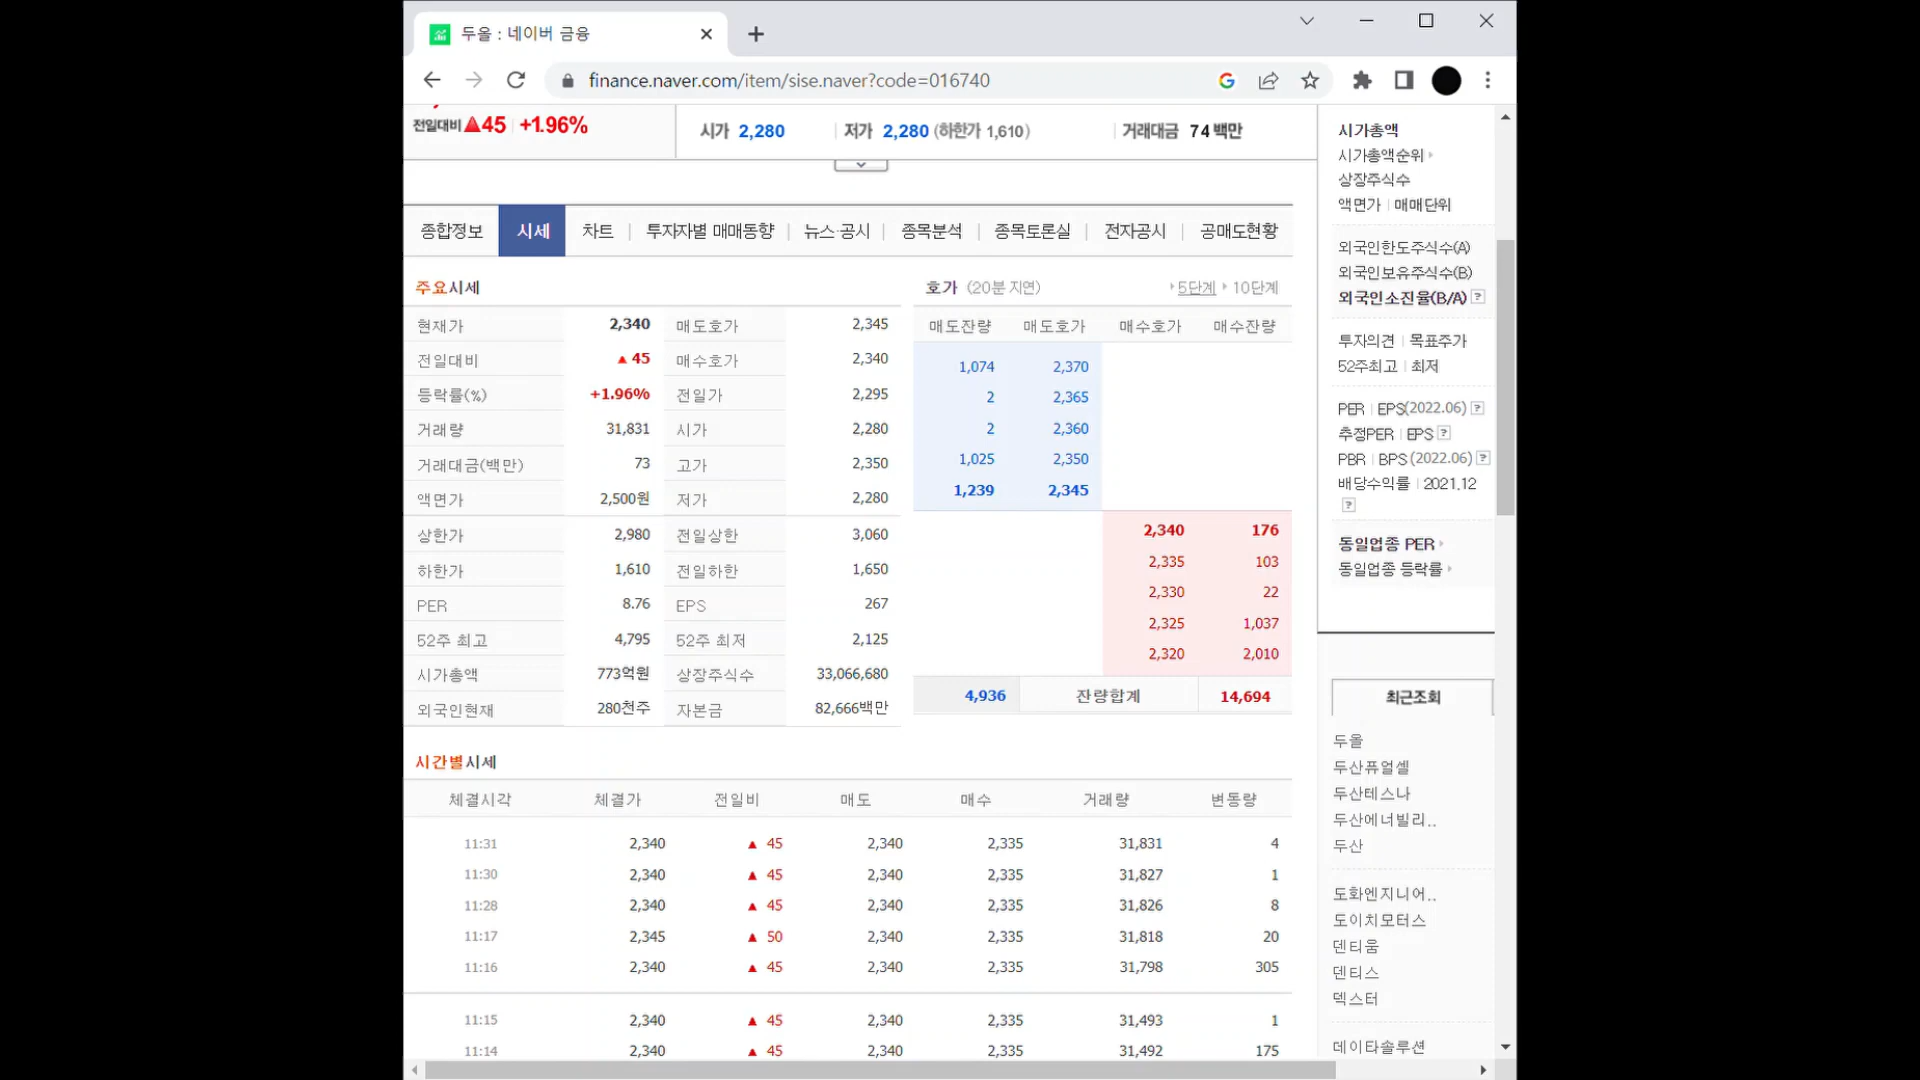 두올 : 네이버 금융
finance.naver.com/item/sise.naver?code=016740
전일대비 ▲45 +1.96%
시가 2,280 저가 2,280 (하한가 1,610) 거래대금 74 백만
종합정보 시세 차트 투자자별 매매동향 뉴스·공시 종목분석 종목토론실 전자공시 공매도현황
주요시세
현재가 2,340 매도호가 2,345
전일대비 ▲ 45 매수호가 2,340
등락률(%) +1.96% 전일가 2,295
거래량 31,831 시가 2,280
거래대금(백만) 73 고가 2,350
액면가 2,500원 저가 2,280
상한가 2,980 전일상한 3,060
하한가 1,610 전일하한 1,650
PER 8.76 EPS 267
52주 최고 4,795 52주 최저 2,125
시가총액 773억원 상장주식수 33,066,680
외국인현재 280천주 자본금 82,666백만
호가 (20분 지연) 5단계 10단계
매도잔량 매도호가 매수호가 매수잔량
1,074 2,370
2 2,365
2 2,360
1,025 2,350
1,239 2,345
2,340 176
2,335 103
2,330 22
2,325 1,037
2,320 2,010
4,936 잔량합계 14,694
시간별시세
체결시각 체결가 전일비 매도 매수 거래량 변동량
11:31 2,340 ▲ 45 2,340 2,335 31,831 4
11:30 2,340 ▲ 45 2,340 2,335 31,827 1
11:28 2,340 ▲ 45 2,340 2,335 31,826 8
11:17 2,345 ▲ 50 2,340 2,335 31,818 20
11:16 2,340 ▲ 45 2,340 2,335 31,798 305
11:15 2,340 ▲ 45 2,340 2,335 31,493 1
11:14 2,340 ▲ 45 2,340 2,335 31,492 175
시가총액
시가총액순위
상장주식수
액면가 매매단위
외국인한도주식수(A)
외국인보유주식수(B)
외국인소진율(B/A) ?
투자의견 목표주가
52주최고 최저
PER EPS(2022.06) ?
추정PER EPS ?
PBR BPS (2022.06) ?
배당수익률 2021.12
?
동일업종 PER
동일업종 등락률
최근조회
두올
두산퓨얼셀
두산테스나
두산에너빌리..
두산
도화엔지니어..
도이치모터스
덴티움
덴티스
덱스터
데이타솔루션